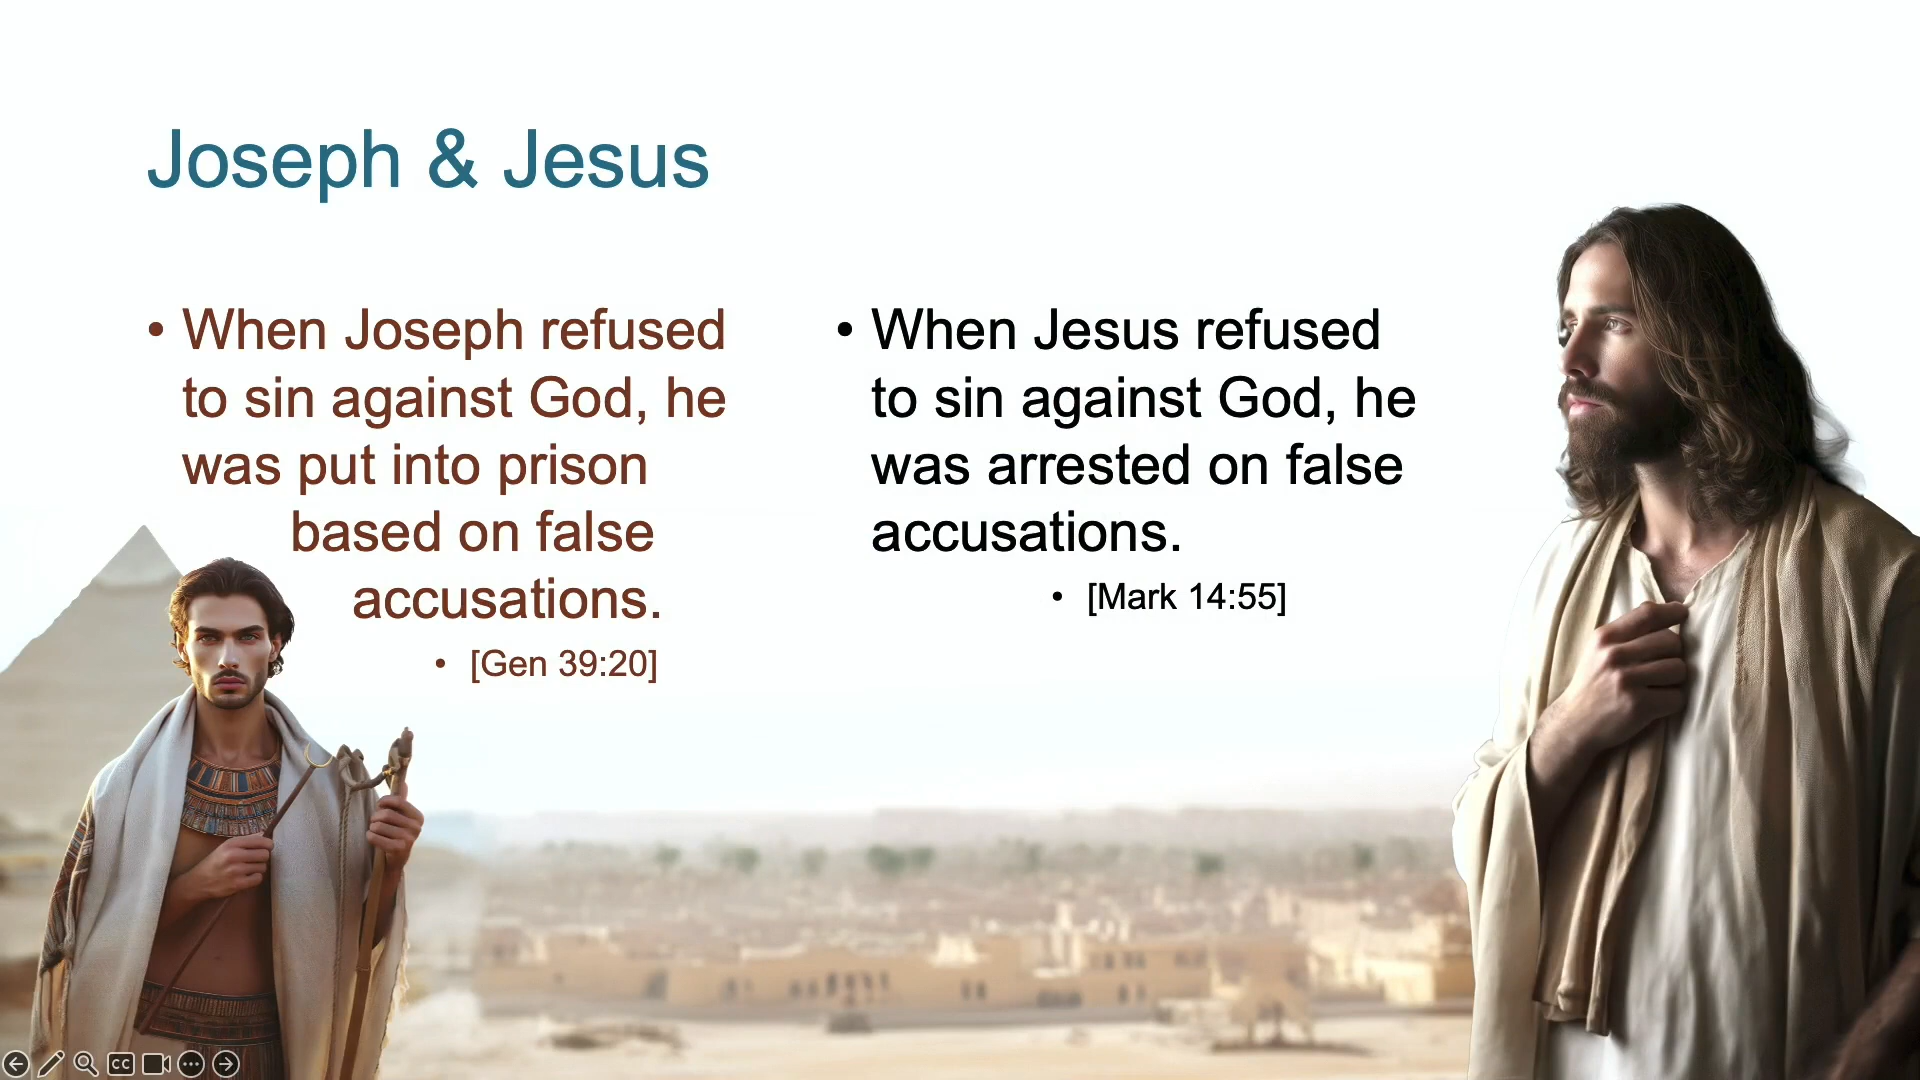 Joseph & Jesus
• When Joseph refused
to sin against God, he
was put into prison
based on false
accusations.
• [Gen 39:20]
• When Jesus refused
to sin against God, he
was arrested on false
accusations.
• [Mark 14:55]
CC